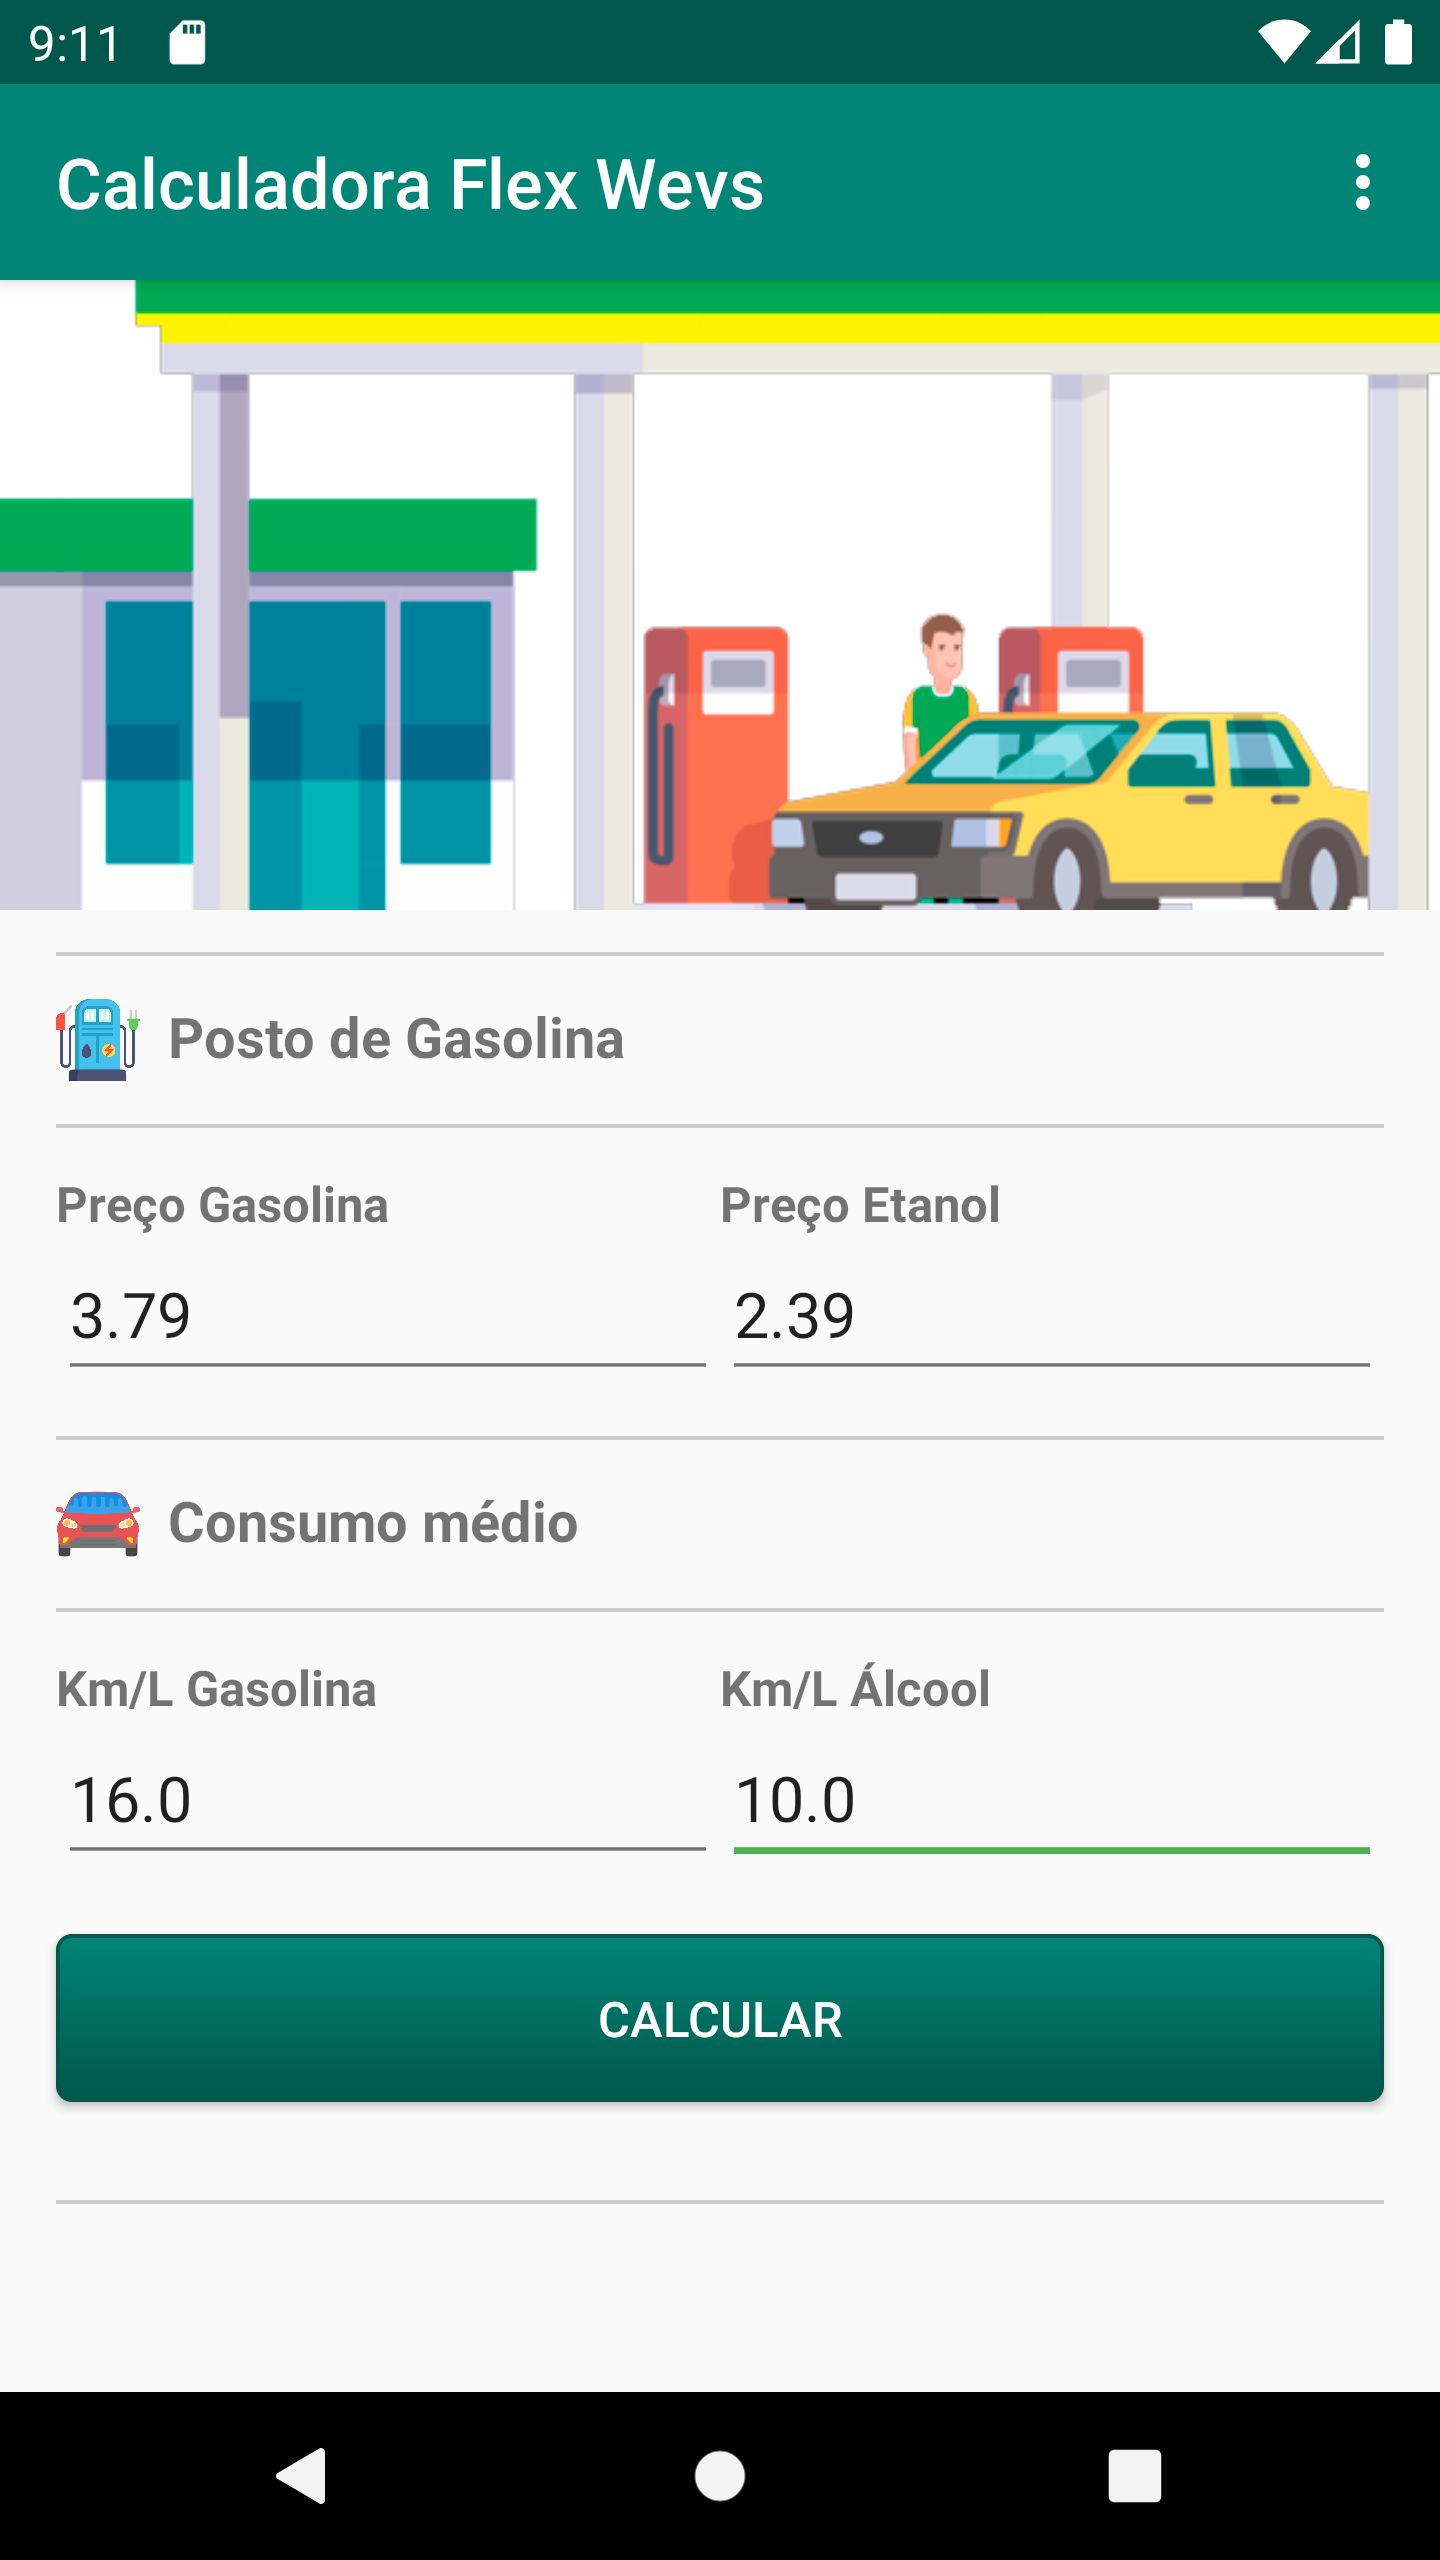 9:11
Calculadora Flex Wevs
Posto de Gasolina
Preço Gasolina
Preço Etanol
3.79
2.39
Consumo médio
Km/L Gasolina
Km/L Álcool
16.0
10.0
CALCULAR